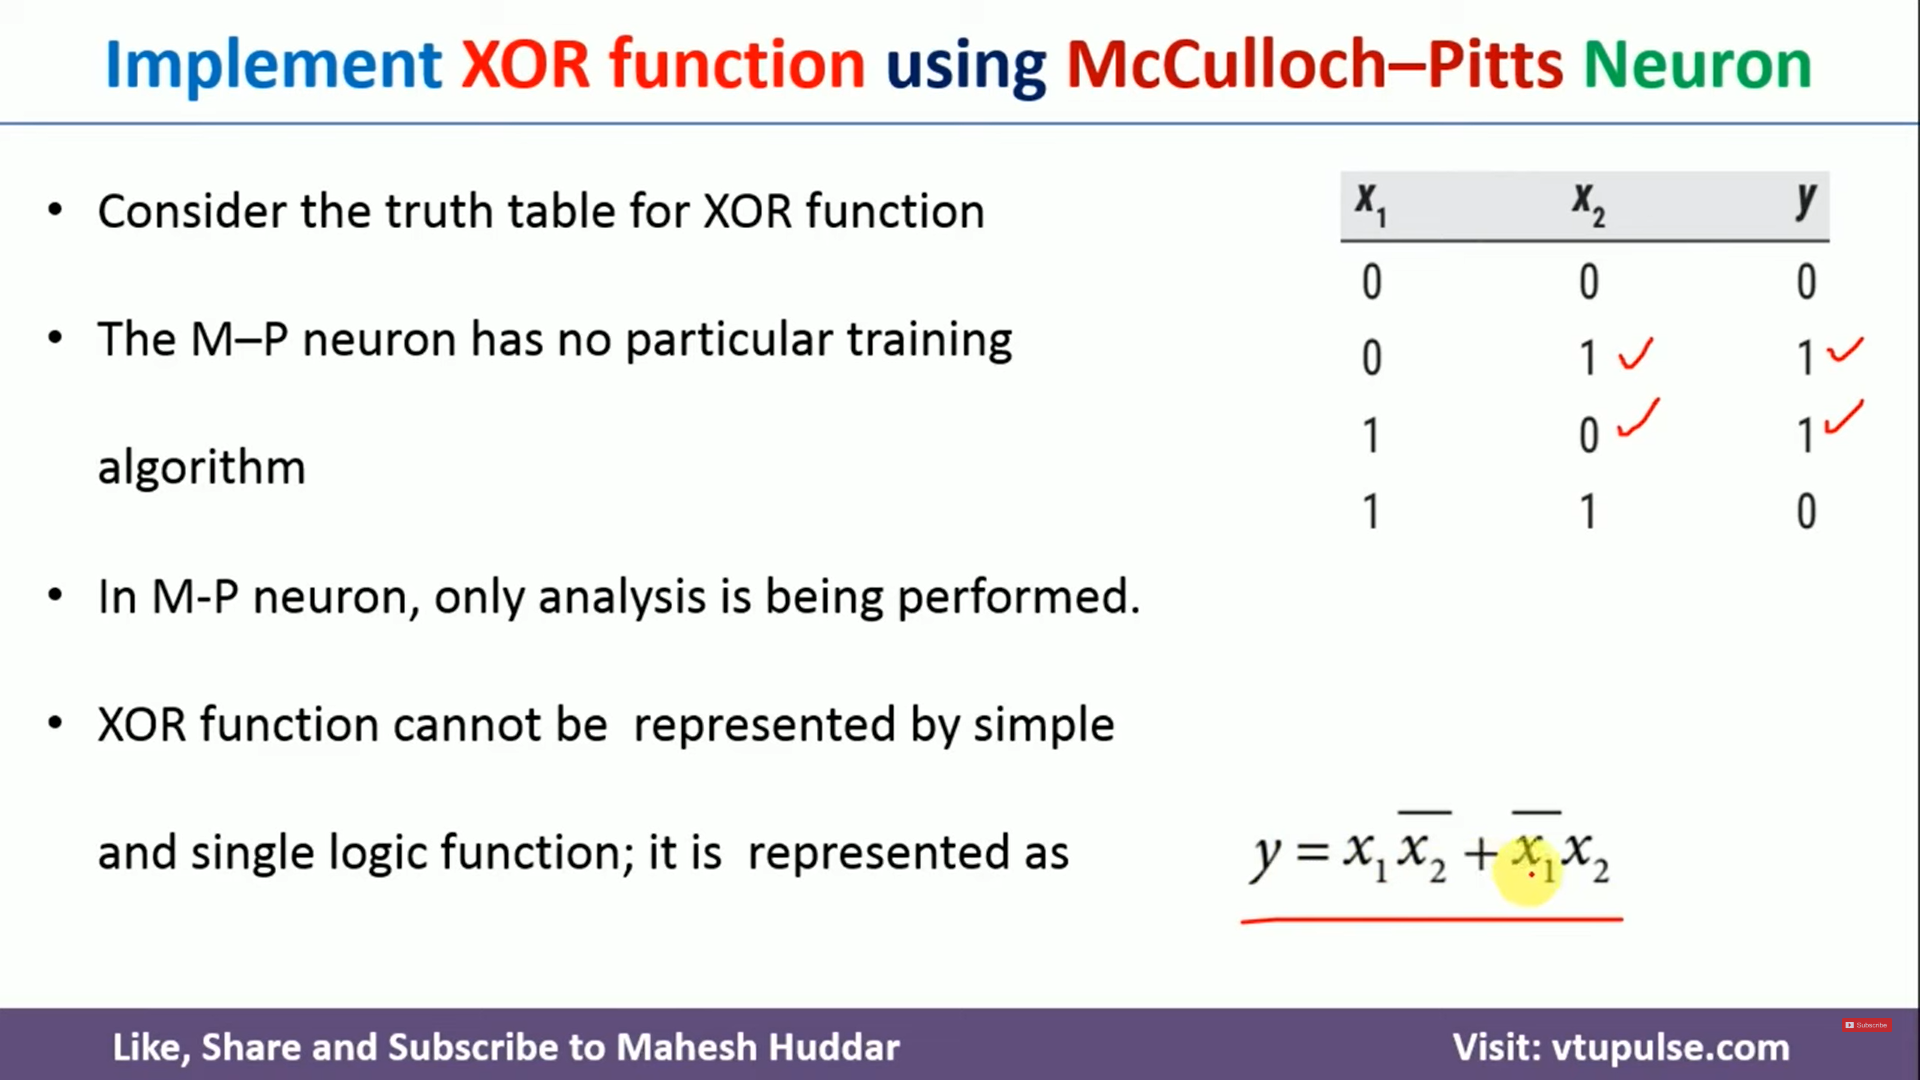 Implement XOR function using McCulloch–Pitts Neuron
• Consider the truth table for XOR function
• The M–P neuron has no particular training
algorithm
• In M-P neuron, only analysis is being performed.
• XOR function cannot be represented by simple
and single logic function; it is represented as
x₁ x₂ y
0 0 0
0 1 ✓ 1 ✓
1 0 ✓ 1 ✓
1 1 0
y = x₁x̅₂ + x̅₁x₂
Like, Share and Subscribe to Mahesh Huddar
Visit: vtupulse.com
Subscribe